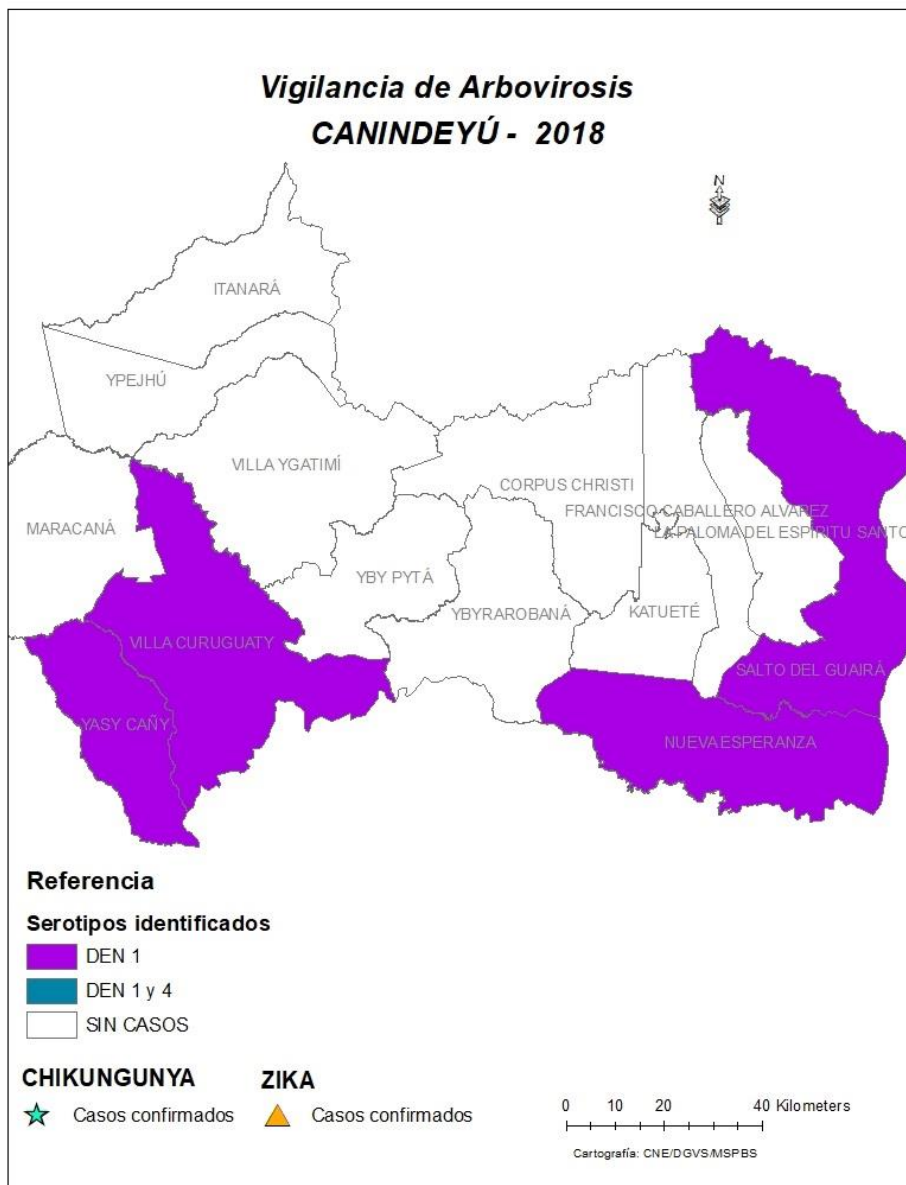 Vigilancia de Arbovirosis
CANINDEYÚ - 2018
N
ITANARÁ
YPEJHÚ
VILLA YGATIMÍ
CORPUS CHRISTI
FRANCISCO CABALLERO ALVAREZ
MARACANÁ
LA PALOMA DEL ESPÍRITU SANTO
YBY PYTÁ
YBYRAROBANÁ
KATUETÉ
VILLA CURUGUATY
SALTO DEL GUAIRÁ
YASY CAÑY
NUEVA ESPERANZA
Referencia
Serotipos identificados
DEN 1
DEN 1 y 4
SIN CASOS
CHIKUNGUNYA ZIKA
Casos confirmados Casos confirmados
0 10 20 40 Kilometers
Cartografía: CNE/DGVS/MSPBS